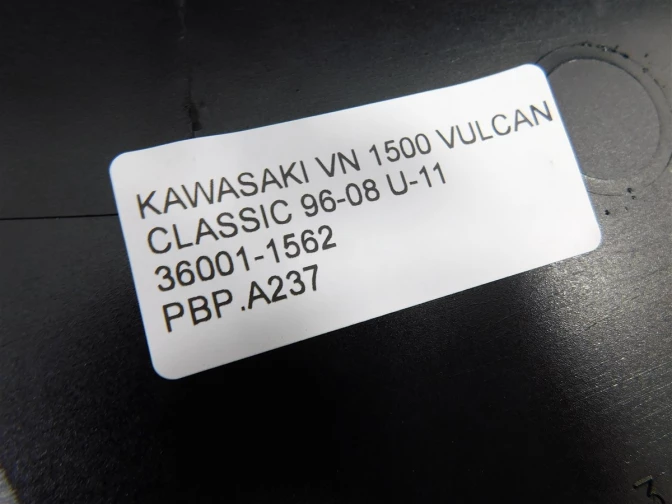 KAWASAKI VN 1500 VULCAN
CLASSIC 96-08 U-11
36001-1562
PBP.A237